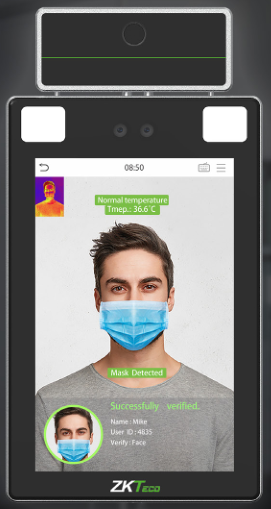 08:50
Normal temperature
Tmep.: 36.6°C
Mask Detected
Successfully verified.
Name : Mike
User ID : 4835
Verify : Face
ZKTECO